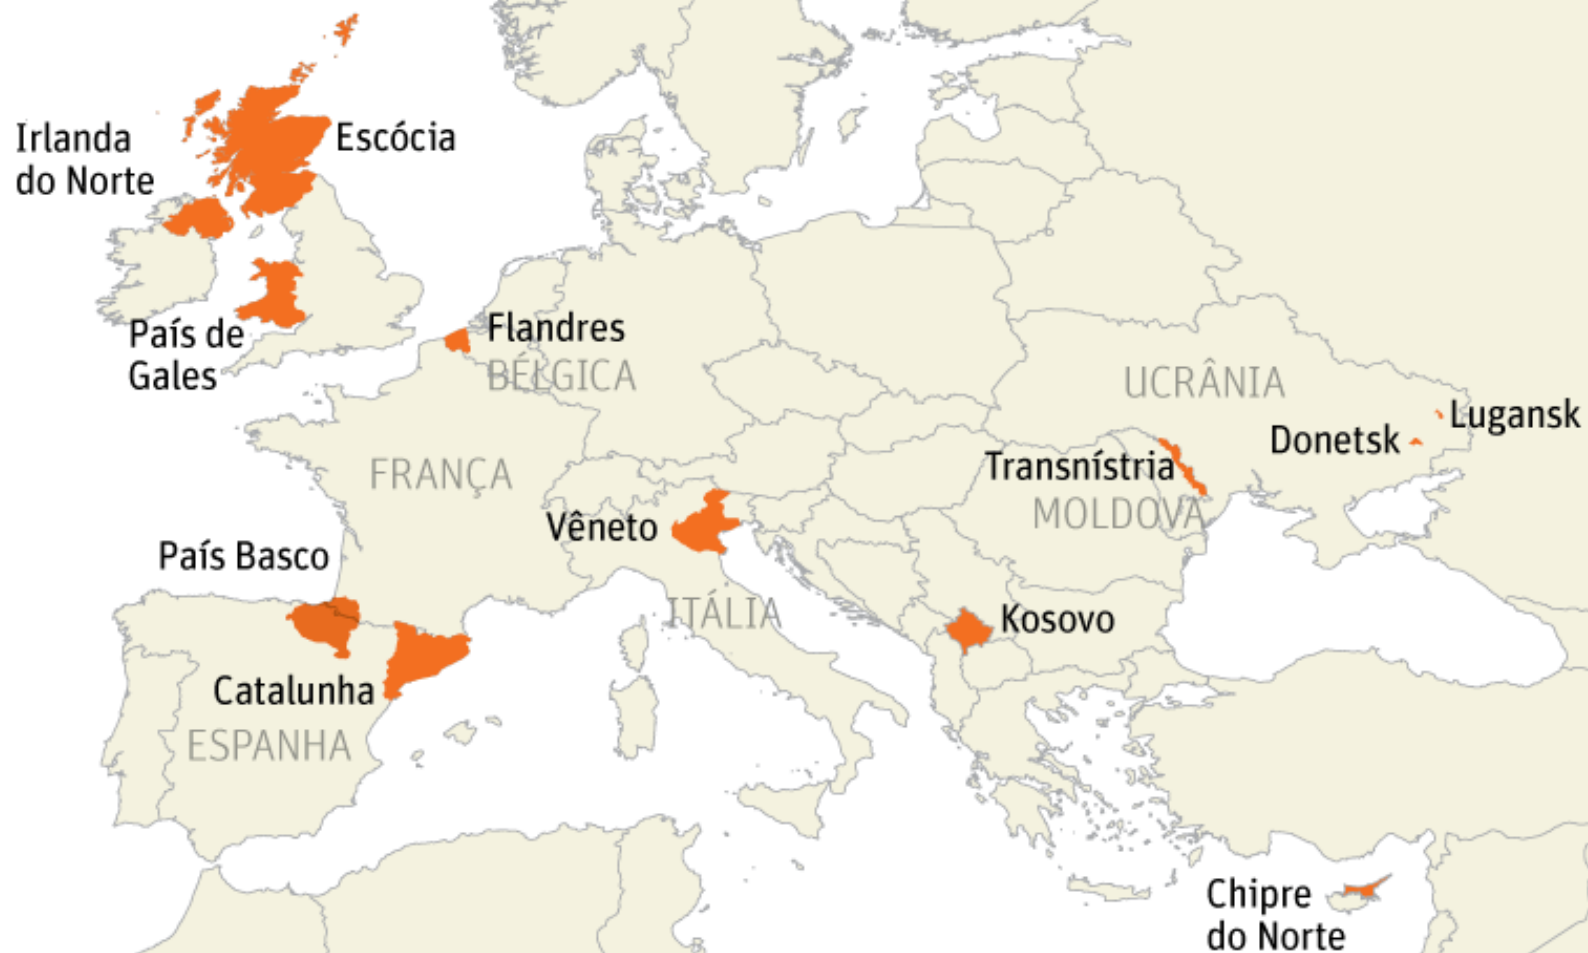 Irlanda
do Norte
Escócia
País de
Gales
Flandres
BÉLGICA
UCRÂNIA
Lugansk
Donetsk
FRANÇA
Transnístria
MOLDOVA
Vêneto
País Basco
ITÁLIA
Kosovo
Catalunha
ESPANHA
Chipre
do Norte